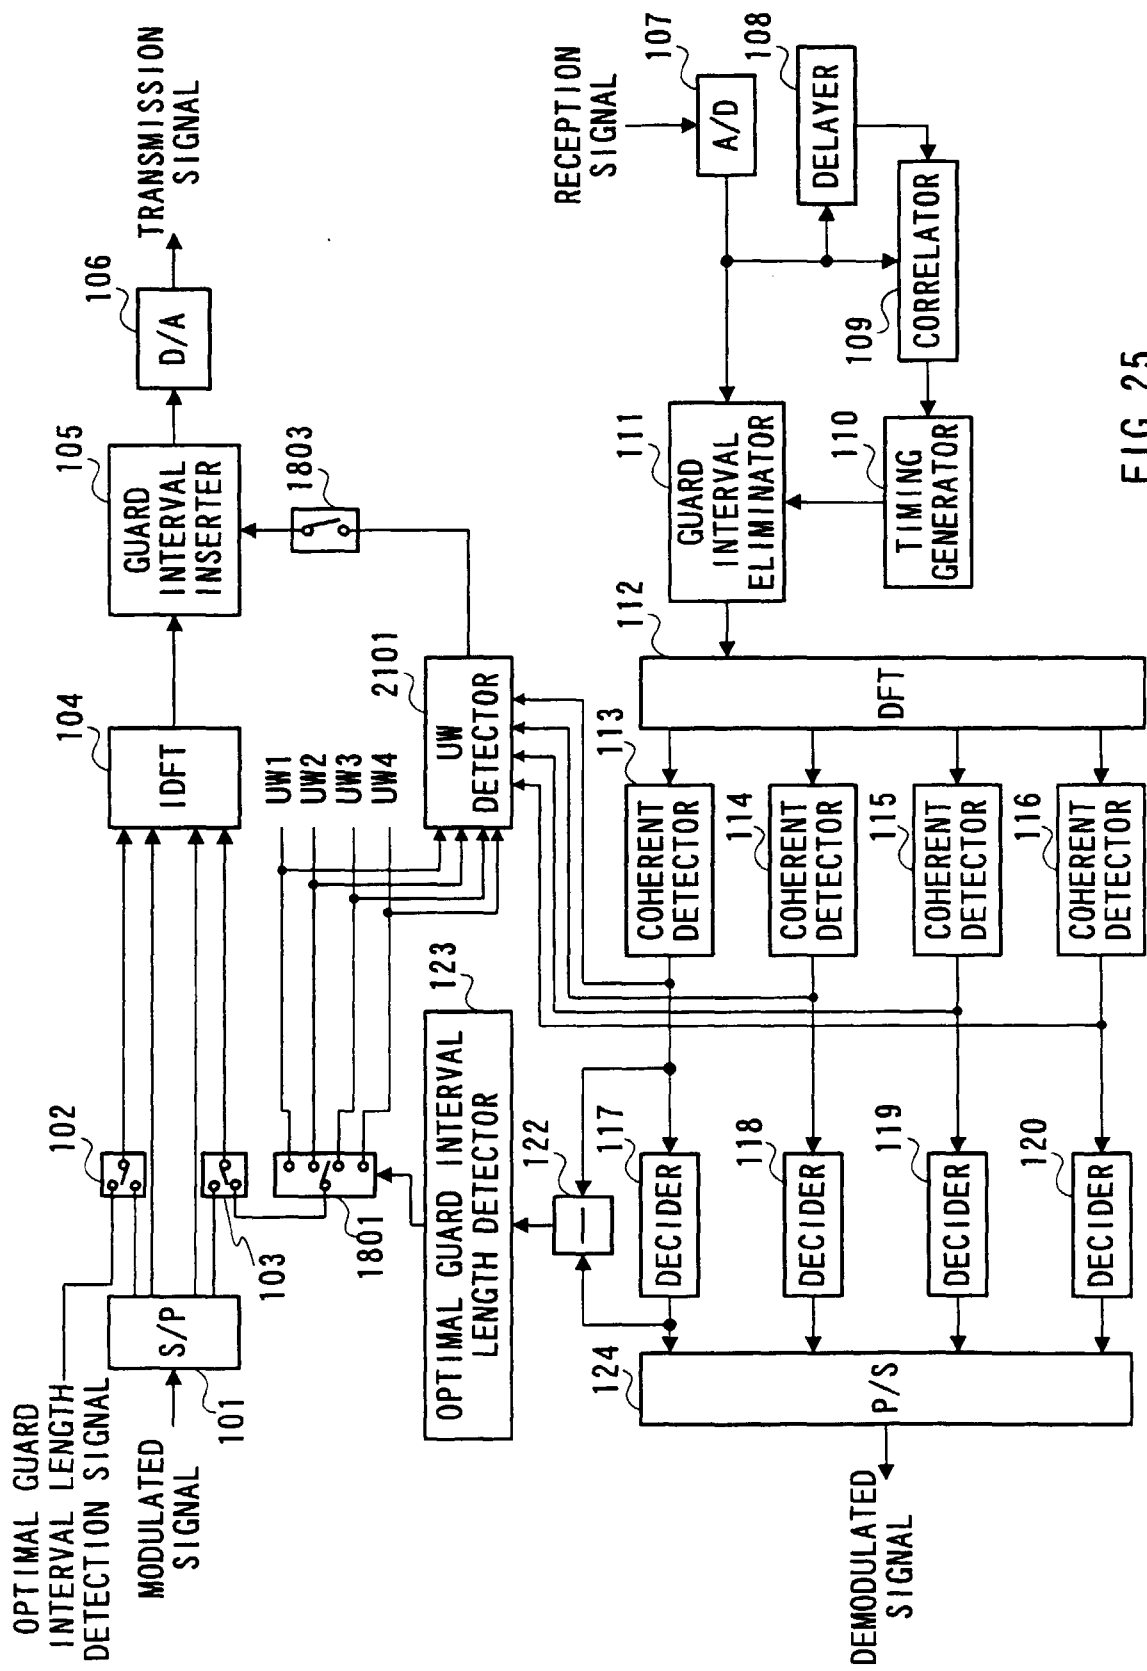 OPTIMAL GUARD
INTERVAL LENGTH
DETECTION SIGNAL
MODULATED
SIGNAL
S/P
101
102
103
1801
IDFT
104
GUARD
INTERVAL
INSERTER
105
D/A
106
TRANSMISSION
SIGNAL
UW1
UW2
UW3
UW4
UW
DETECTOR
2101
1803
OPTIMAL GUARD INTERVAL
LENGTH DETECTOR
123
122
RECEPTION
SIGNAL
A/D
107
DELAYER
108
CORRELATOR
109
TIMING
GENERATOR
110
GUARD
INTERVAL
ELIMINATOR
111
DFT
112
COHERENT
DETECTOR
113
COHERENT
DETECTOR
114
COHERENT
DETECTOR
115
COHERENT
DETECTOR
116
DECIDER
117
DECIDER
118
DECIDER
119
DECIDER
120
P/S
124
DEMODULATED
SIGNAL
FIG. 25